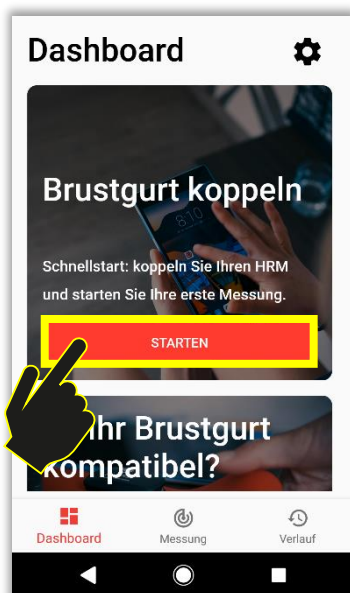 Dashboard
Brustgurt koppeln
Schnellstart: koppeln Sie Ihren HRM
und starten Sie Ihre erste Messung.
STARTEN
Ihr Brustgurt
kompatibel?
Dashboard
Messung
Verlauf